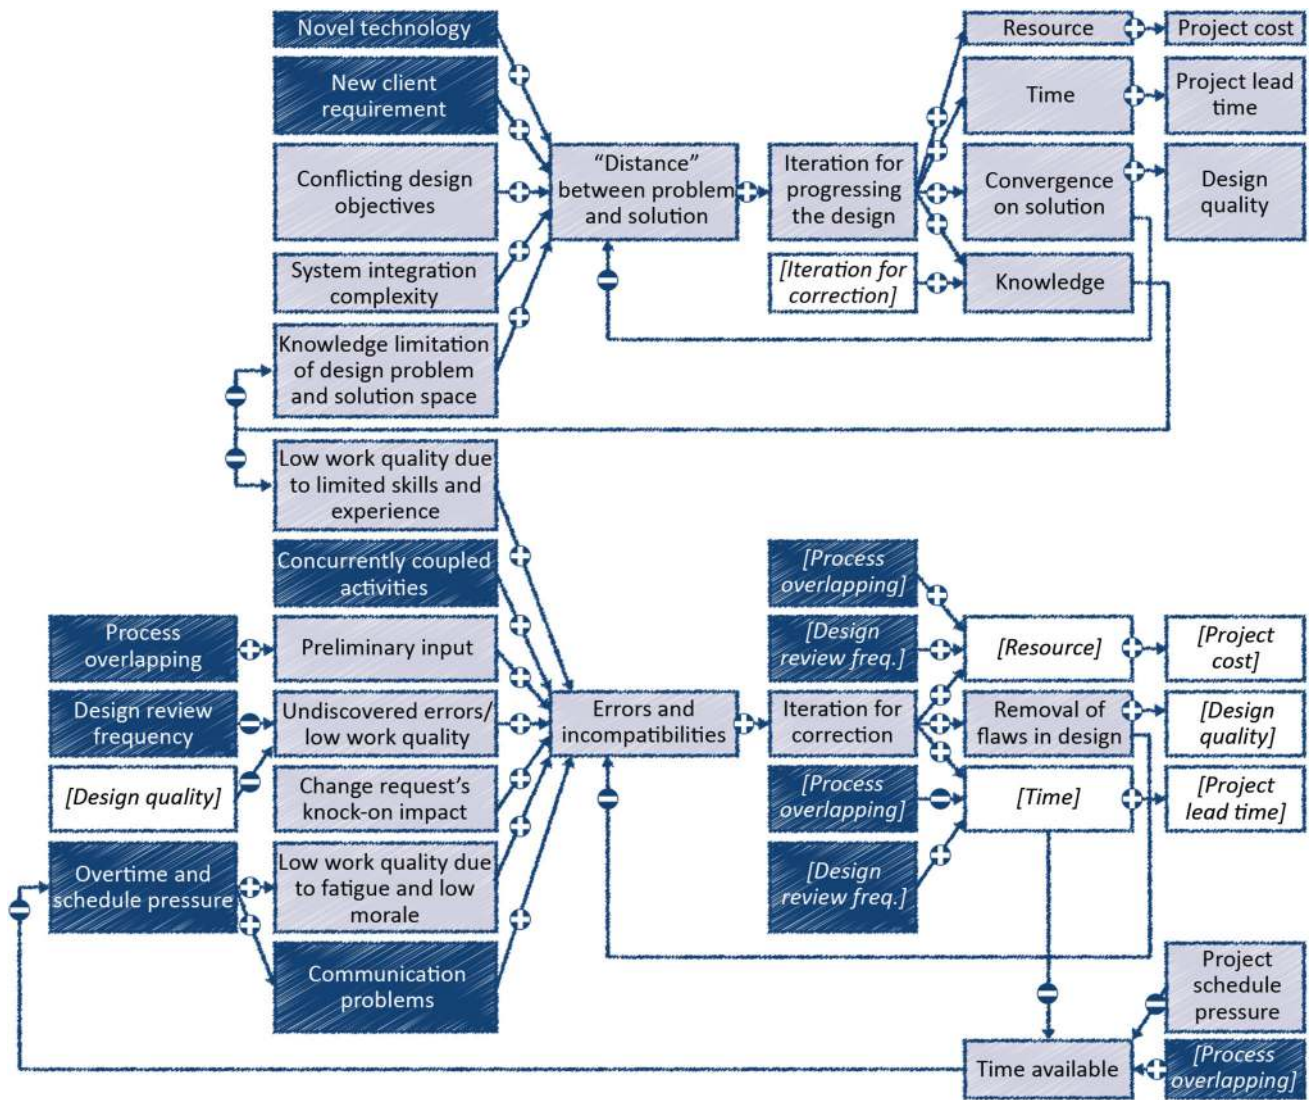 Novel technology
New client
requirement
Conflicting design
objectives
System integration
complexity
Knowledge limitation
of design problem
and solution space
“Distance”
between problem
and solution
Iteration for
progressing
the design
[Iteration for
correction]
Resource
Time
Convergence
on solution
Knowledge
Project cost
Project lead
time
Design
quality
Low work quality due
to limited skills and
experience
Concurrently coupled
activities
Process
overlapping
Preliminary input
Design review
frequency
Undiscovered errors/
low work quality
[Design quality]
Change request’s
knock-on impact
Overtime and
schedule pressure
Low work quality due
to fatigue and low
morale
Communication
problems
Errors and
incompatibilities
[Process
overlapping]
[Design
review freq.]
Iteration for
correction
[Process
overlapping]
[Design
review freq.]
[Resource]
Removal of
flaws in design
[Time]
[Project
cost]
[Design
quality]
[Project
lead time]
Project
schedule
pressure
Time available
[Process
overlapping]